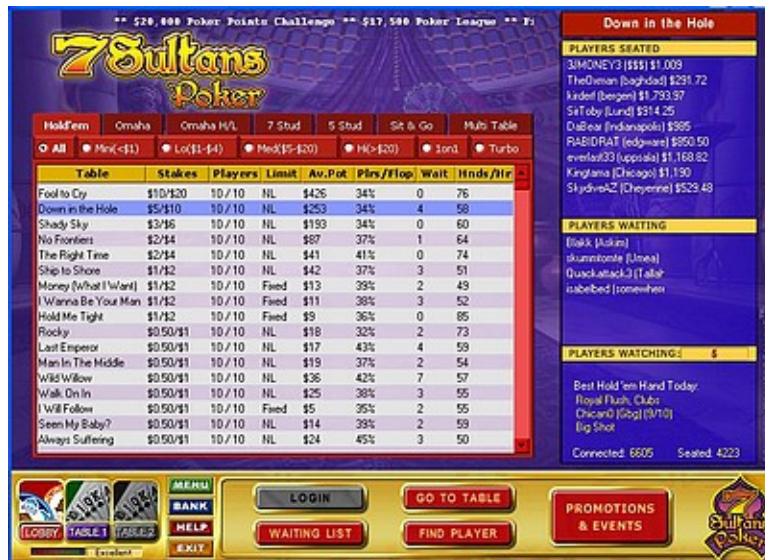 ** $20,000 Poker Points Challenge ** $17,500 Poker League ** F
7 Sultans
Poker
Hold'em Omaha Omaha H/L 7 Stud 5 Stud Sit & Go Multi Table
All Mini(<$1) Lo($1-$4) Med($5-$20) Hi(>$20) 1on1 Turbo
Table Stakes Players Limit Av.Pot Plrs/Flop Wait Hnds/Hr
Fool to Cry $10/$20 10/10 NL $426 34% 0 76
Down in the Hole $5/$10 10/10 NL $253 34% 4 58
Shady Sky $3/$6 10/10 NL $193 34% 0 60
No Frontiers $2/$4 10/10 NL $87 37% 1 64
The Right Time $2/$4 10/10 NL $41 41% 0 74
Ship to Shore $1/$2 10/10 NL $42 37% 3 51
Money (What I Want) $1/$2 10/10 Fixed $13 39% 2 49
I Wanna Be Your Man $1/$2 10/10 Fixed $11 38% 3 52
Hold Me Tight $1/$2 10/10 Fixed $9 36% 0 85
Rocky $0.50/$1 10/10 NL $18 32% 2 73
Last Emperor $0.50/$1 10/10 NL $17 43% 4 59
Man In The Middle $0.50/$1 10/10 NL $19 37% 2 54
Wild Willow $0.50/$1 10/10 NL $36 42% 7 57
Walk On In $0.50/$1 10/10 NL $25 38% 3 55
I Will Follow $0.50/$1 10/10 Fixed $5 35% 2 55
Seen My Baby? $0.50/$1 10/10 NL $14 39% 2 59
Always Suffering $0.50/$1 10/10 NL $24 45% 3 50
Down in the Hole
PLAYERS SEATED
3JMONEY3 ($$$) $1,009
TheOxman (baghdad) $291.72
kinderf (bergen) $1,793.97
SirToby (Lund) $914.25
DaBear (Indianapolis) $985
RABIDRAT (edgware) $850.50
everlast33 (uppsala) $1,168.82
Kingtama (Chicago) $1,190
SkydiveAZ (Cheyenne) $529.48
PLAYERS WAITING
Blakk (Askim)
skummtomte (Umea)
Quackattack3 (Tallah
isabelbed (somewhere
PLAYERS WATCHING: 5
Best Hold 'em Hand Today:
Royal Flush, Clubs
Chican0 (Gbg) (9/10)
Big Shot
Connected: 6605 Seated: 4223
LOBBY TABLE 1 TABLE 2
Excellent
MENU
BANK
HELP
EXIT
LOGIN
GO TO TABLE
WAITING LIST
FIND PLAYER
PROMOTIONS
& EVENTS
7
Sultans
Poker